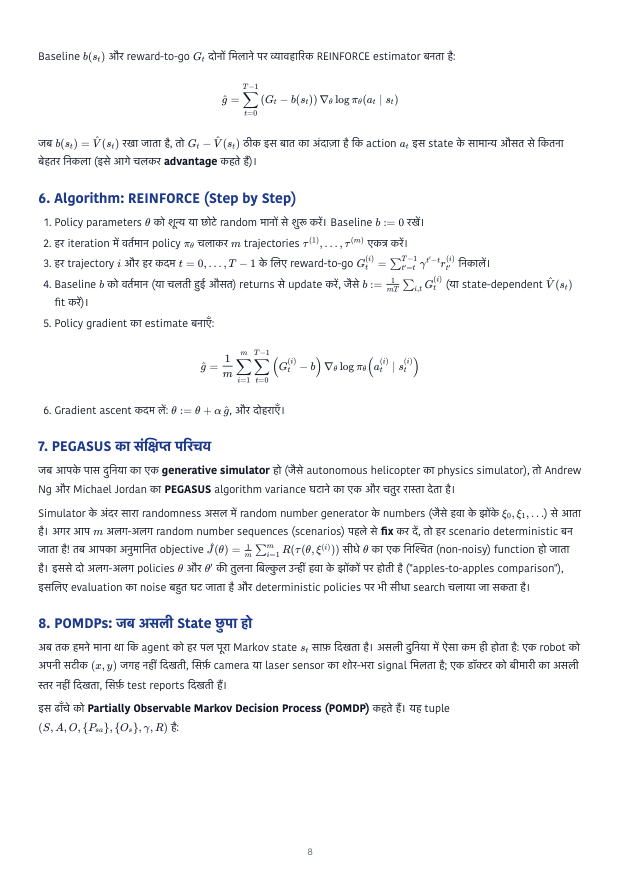 Baseline b(s_t) और reward-to-go G_t दोनों मिलाने पर व्यावहारिक REINFORCE estimator बनता है:
ĝ = ∑_{t=0}^{T−1} (G_t − b(s_t)) ∇_θ log π_θ(a_t | s_t)
जब b(s_t) = V̂(s_t) रखा जाता है, तो G_t − V̂(s_t) ठीक इस बात का अंदाज़ा है कि action a_t इस state के सामान्य औसत से कितना
बेहतर निकला (इसे आगे चलकर advantage कहते हैं)।
6. Algorithm: REINFORCE (Step by Step)
1. Policy parameters θ को शून्य या छोटे random मानों से शुरू करें। Baseline b := 0 रखें।
2. हर iteration में वर्तमान policy π_θ चलाकर m trajectories τ^{(1)}, . . . , τ^{(m)} एकत्र करें।
3. हर trajectory i और हर कदम t = 0, . . . , T − 1 के लिए reward-to-go G_t^{(i)} = ∑_{t'=t}^{T−1} γ^{t'−t} r_{t'}^{(i)} निकालें।
4. Baseline b को वर्तमान (या चलती हुई औसत) returns से update करें, जैसे b := \frac{1}{mT} ∑_{i,t} G_t^{(i)} (या state-dependent V̂(s_t)
fit करें)।
5. Policy gradient का estimate बनाएँ:
ĝ = \frac{1}{m} ∑_{i=1}^{m} ∑_{t=0}^{T−1} (G_t^{(i)} − b) ∇_θ log π_θ(a_t^{(i)} | s_t^{(i)})
6. Gradient ascent कदम लें: θ := θ + α ĝ, और दोहराएँ।
7. PEGASUS का संक्षिप्त परिचय
जब आपके पास दुनिया का एक generative simulator हो (जैसे autonomous helicopter का physics simulator), तो Andrew
Ng और Michael Jordan का PEGASUS algorithm variance घटाने का एक और चतुर रास्ता देता है।
Simulator के अंदर सारा randomness असल में random number generator के numbers (जैसे हवा के झोंके ξ_0, ξ_1, . . .) से आता
है। अगर आप m अलग-अलग random number sequences (scenarios) पहले से fix कर दें, तो हर scenario deterministic बन
जाता है! तब आपका अनुमानित objective Ĵ(θ) = \frac{1}{m} ∑_{i=1}^{m} R(τ(θ, ξ^{(i)})) सीधे θ का एक निश्चित (non-noisy) function हो जाता
है। इससे दो अलग-अलग policies θ और θ' की तुलना बिल्कुल उन्हीं हवा के झोंकों पर होती है ("apples-to-apples comparison"),
इसलिए evaluation का noise बहुत घट जाता है और deterministic policies पर भी सीधा search चलाया जा सकता है।
8. POMDPs: जब असली State छुपा हो
अब तक हमने माना था कि agent को हर पल पूरा Markov state s_t साफ़ दिखता है। असली दुनिया में ऐसा कम ही होता है: एक robot को
अपनी सटीक (x, y) जगह नहीं दिखती, सिर्फ़ camera या laser sensor का शोर-भरा signal मिलता है; एक डॉक्टर को बीमारी का असली
स्तर नहीं दिखता, सिर्फ़ test reports दिखती हैं।
इस ढाँचे को Partially Observable Markov Decision Process (POMDP) कहते हैं। यह tuple
(S, A, O, {P_{sa}}, {O_s}, γ, R) है:
8